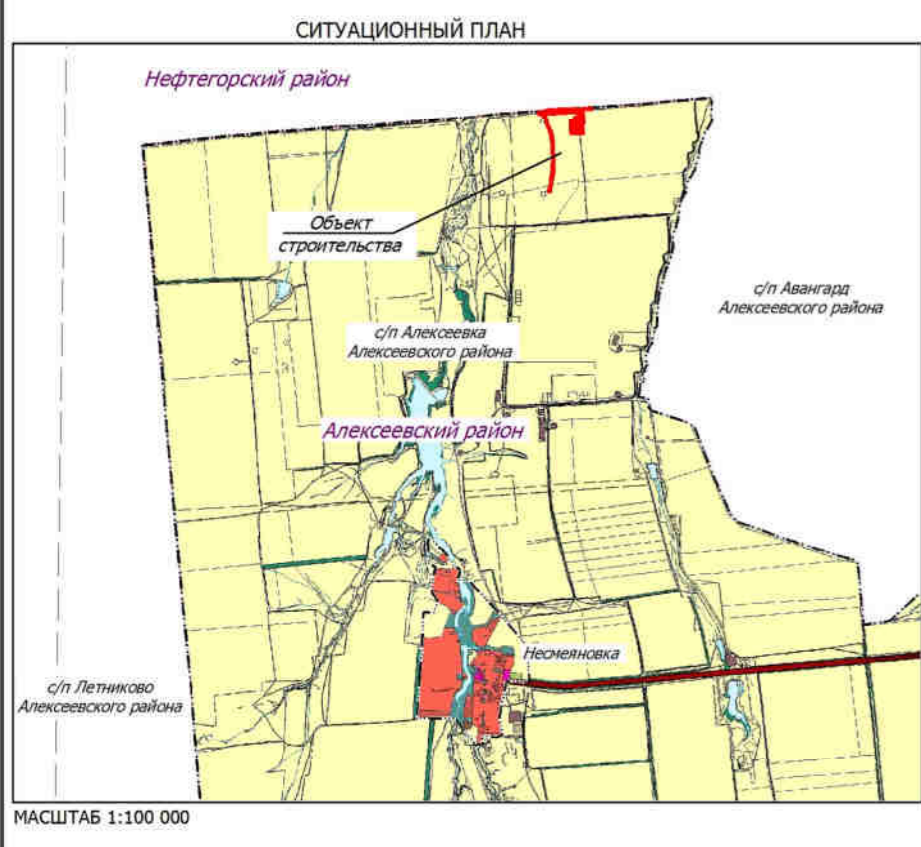 СИТУАЦИОННЫЙ ПЛАН
Нефтегорский район
Объект
строительства
с/п Авангард
Алексеевского района
с/п Алексеевка
Алексеевского района
Алексеевский район
Несмеяновка
с/п Летниково
Алексеевского района
МАСШТАБ 1:100 000